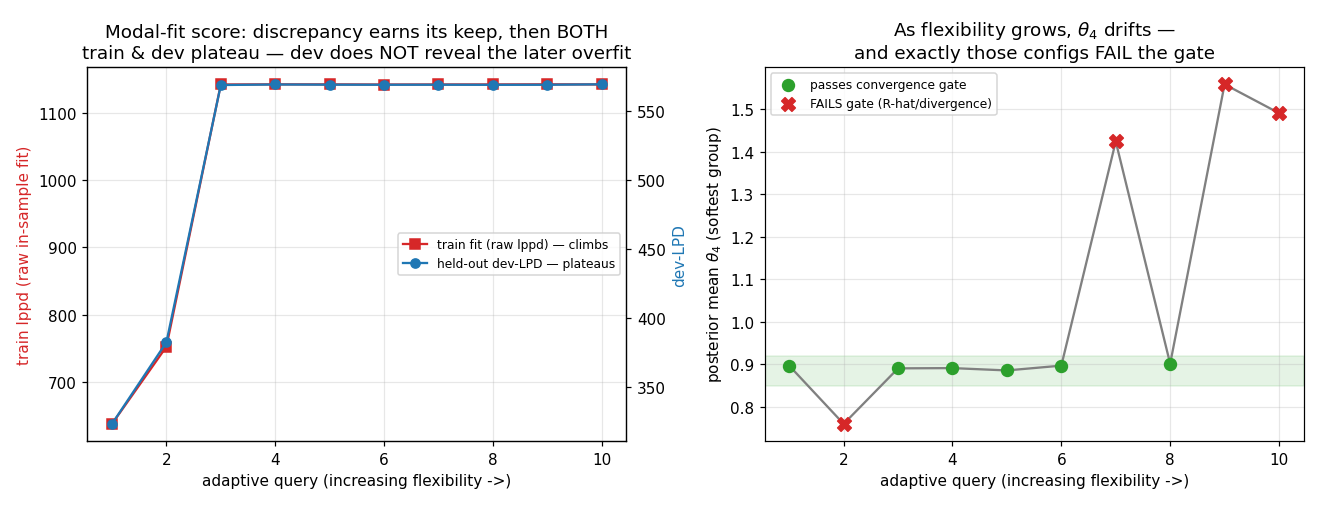 Modal-fit score: discrepancy earns its keep, then BOTH
train & dev plateau — dev does NOT reveal the later overfit
train lppd (raw in-sample fit)
1100
1000
900
800
700
2
4
6
8
10
adaptive query (increasing flexibility ->)
550
500
450
400
350
dev-LPD
train fit (raw lppd) — climbs
held-out dev-LPD — plateaus
As flexibility grows, θ₄ drifts —
and exactly those configs FAIL the gate
posterior mean θ₄ (softest group)
1.5
1.4
1.3
1.2
1.1
1.0
0.9
0.8
2
4
6
8
10
adaptive query (increasing flexibility ->)
passes convergence gate
FAILS gate (R-hat/divergence)